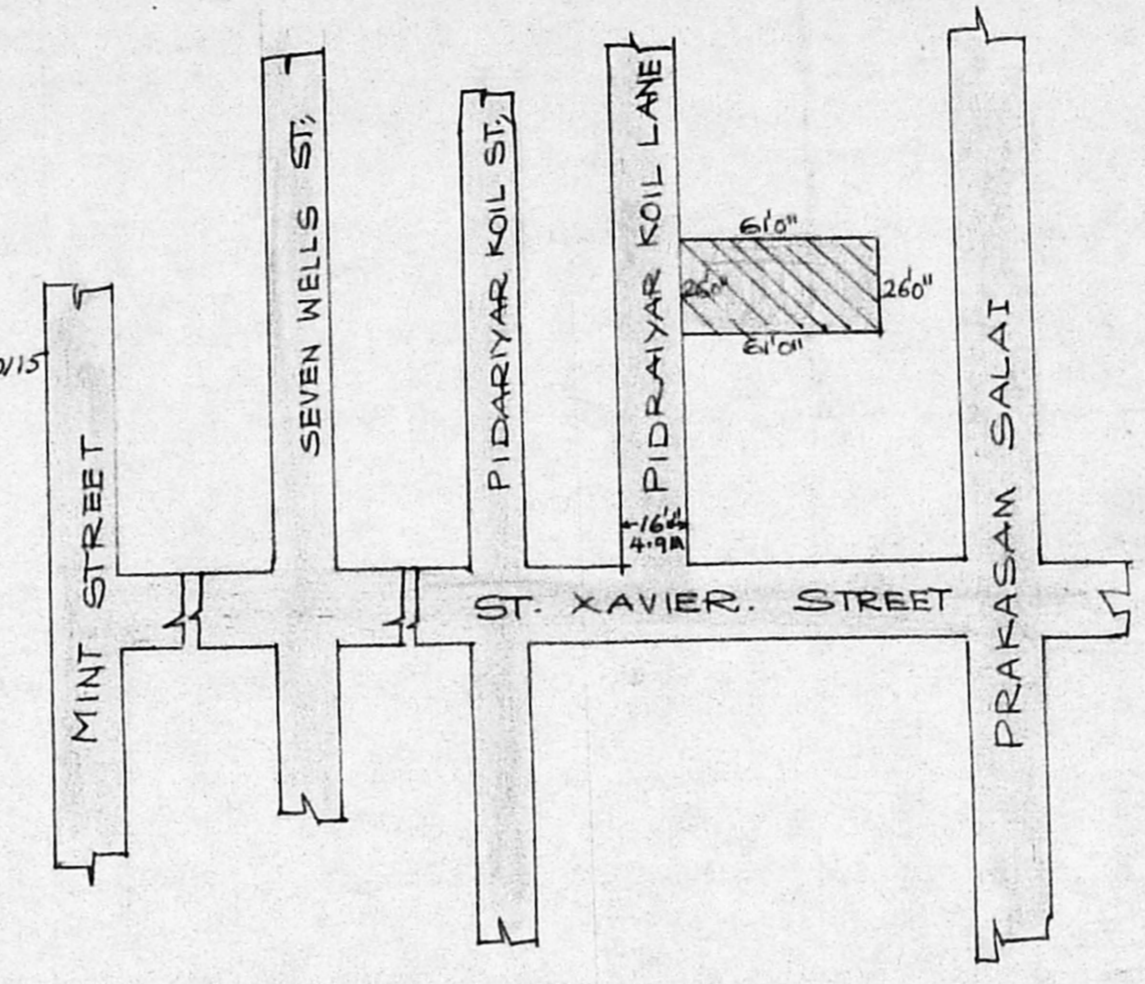 MINT STREET
SEVEN WELLS ST;
PIDARIYAR KOIL ST;
PIDRAIYAR KOIL LANE
PRAKASAM SALAI
61'0"
26'0"
26'0"
61'0"
4.9M
ST. XAVIER. STREET